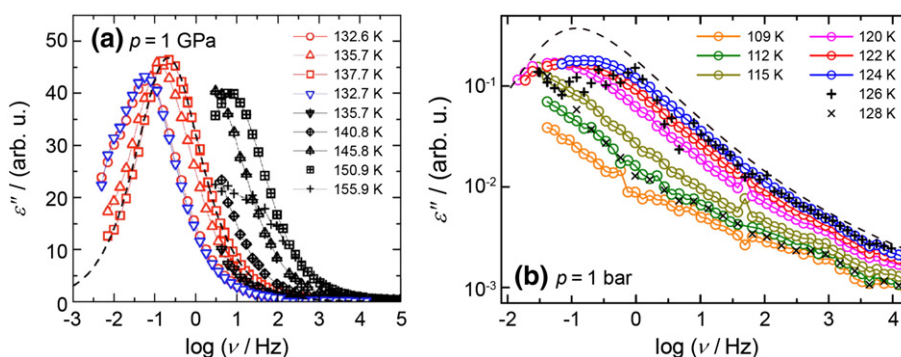 (a) p = 1 GPa
132.6 K
135.7 K
137.7 K
132.7 K
135.7 K
140.8 K
145.8 K
150.9 K
155.9 K
50
40
30
20
10
0
ε″ / (arb. u.)
-3 -2 -1 0 1 2 3 4 5
log (ν / Hz)
109 K
112 K
115 K
120 K
122 K
124 K
126 K
128 K
10⁻¹
10⁻²
10⁻³
ε″ / (arb. u.)
(b) p = 1 bar
-2 -1 0 1 2 3 4
log (ν / Hz)